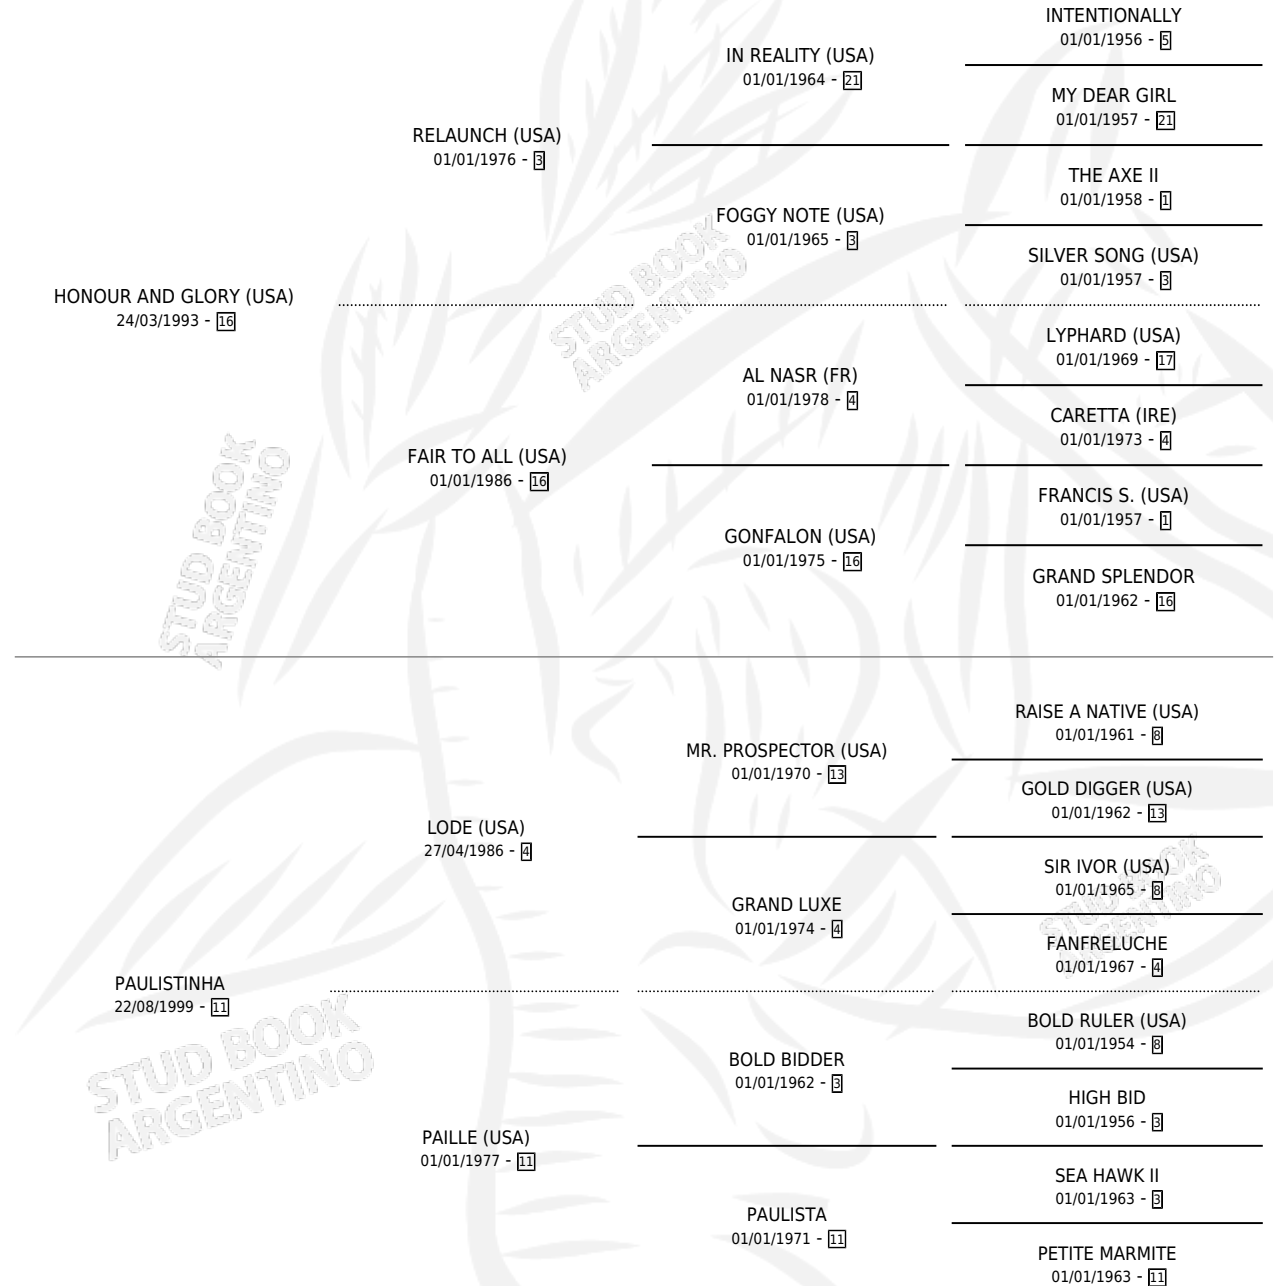 INTENTIONALLY
01/01/1956 - 5
IN REALITY (USA)
01/01/1964 - 21
MY DEAR GIRL
01/01/1957 - 21
RELAUNCH (USA)
01/01/1976 - 3
THE AXE II
01/01/1958 - 1
FOGGY NOTE (USA)
01/01/1965 - 3
SILVER SONG (USA)
01/01/1957 - 3
HONOUR AND GLORY (USA)
24/03/1993 - 16
LYPHARD (USA)
01/01/1969 - 17
AL NASR (FR)
01/01/1978 - 4
CARETTA (IRE)
01/01/1973 - 4
FAIR TO ALL (USA)
01/01/1986 - 16
FRANCIS S. (USA)
01/01/1957 - 1
GONFALON (USA)
01/01/1975 - 16
GRAND SPLENDOR
01/01/1962 - 16
STUD BOOK
ARGENTINO
STUD BOOK
ARGENTINO
RAISE A NATIVE (USA)
01/01/1961 - 8
MR. PROSPECTOR (USA)
01/01/1970 - 13
GOLD DIGGER (USA)
01/01/1962 - 13
LODE (USA)
27/04/1986 - 4
SIR IVOR (USA)
01/01/1965 - 8
GRAND LUXE
01/01/1974 - 4
FANFRELUCHE
01/01/1967 - 4
PAULISTINHA
22/08/1999 - 11
BOLD RULER (USA)
01/01/1954 - 8
BOLD BIDDER
01/01/1962 - 3
HIGH BID
01/01/1956 - 3
PAILLE (USA)
01/01/1977 - 11
SEA HAWK II
01/01/1963 - 3
PAULISTA
01/01/1971 - 11
PETITE MARMITE
01/01/1963 - 11
STUD BOOK
ARGENTINO
STUD BOOK
ARGENTINO